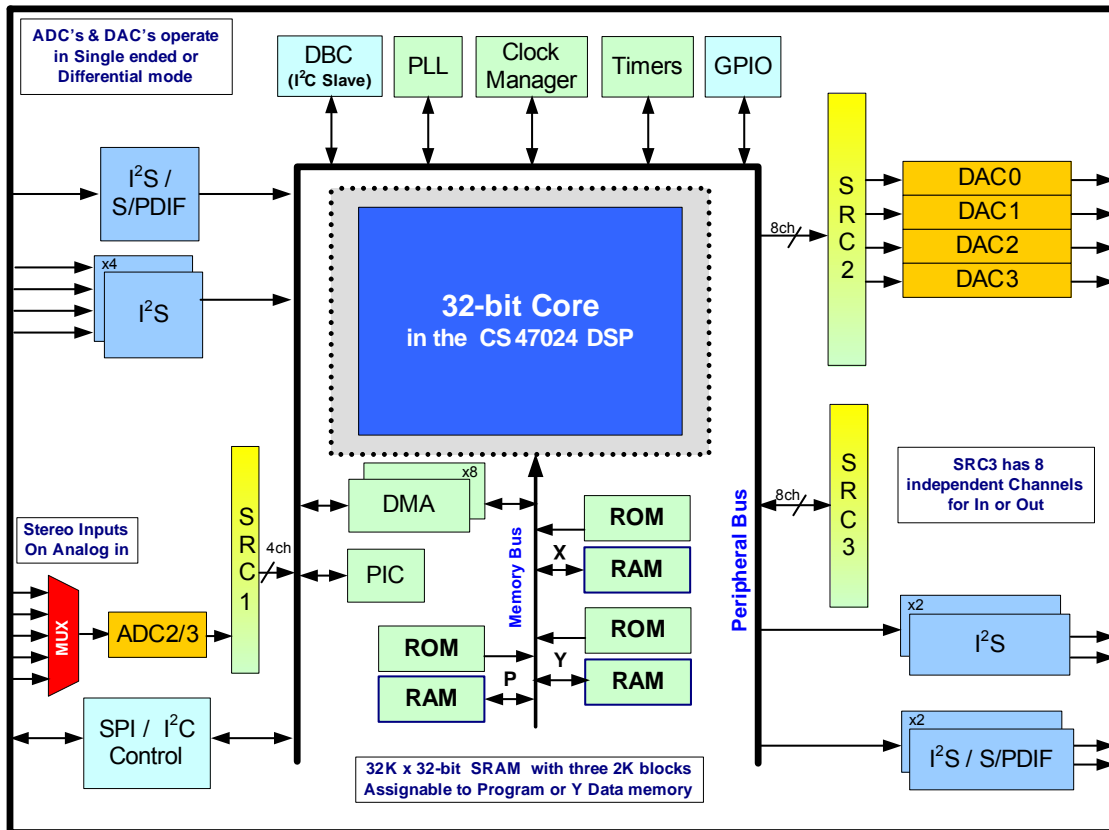 ADC's & DAC's operate
in Single ended or
Differential mode
DBC
(I²C Slave)
PLL
Clock
Manager
Timers
GPIO
I²S /
S/PDIF
x4
I²S
32-bit Core
in the CS47024 DSP
8ch
S
R
C
2
DAC0
DAC1
DAC2
DAC3
Stereo Inputs
On Analog in
MUX
ADC2/3
S
R
C
1
4ch
x8
DMA
PIC
Memory Bus
ROM
X
RAM
ROM
Y
RAM
ROM
P
RAM
Peripheral Bus
8ch
S
R
C
3
SRC3 has 8
independent Channels
for In or Out
x2
I²S
x2
I²S / S/PDIF
SPI / I²C
Control
32K x 32-bit SRAM with three 2K blocks
Assignable to Program or Y Data memory